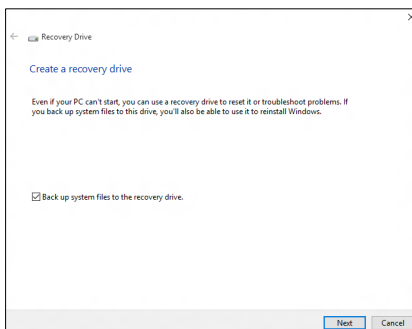 Recovery Drive
Create a recovery drive
Even if your PC can't start, you can use a recovery drive to reset it or troubleshoot problems. If
you back up system files to this drive, you'll also be able to use it to reinstall Windows.
Back up system files to the recovery drive.
Next Cancel